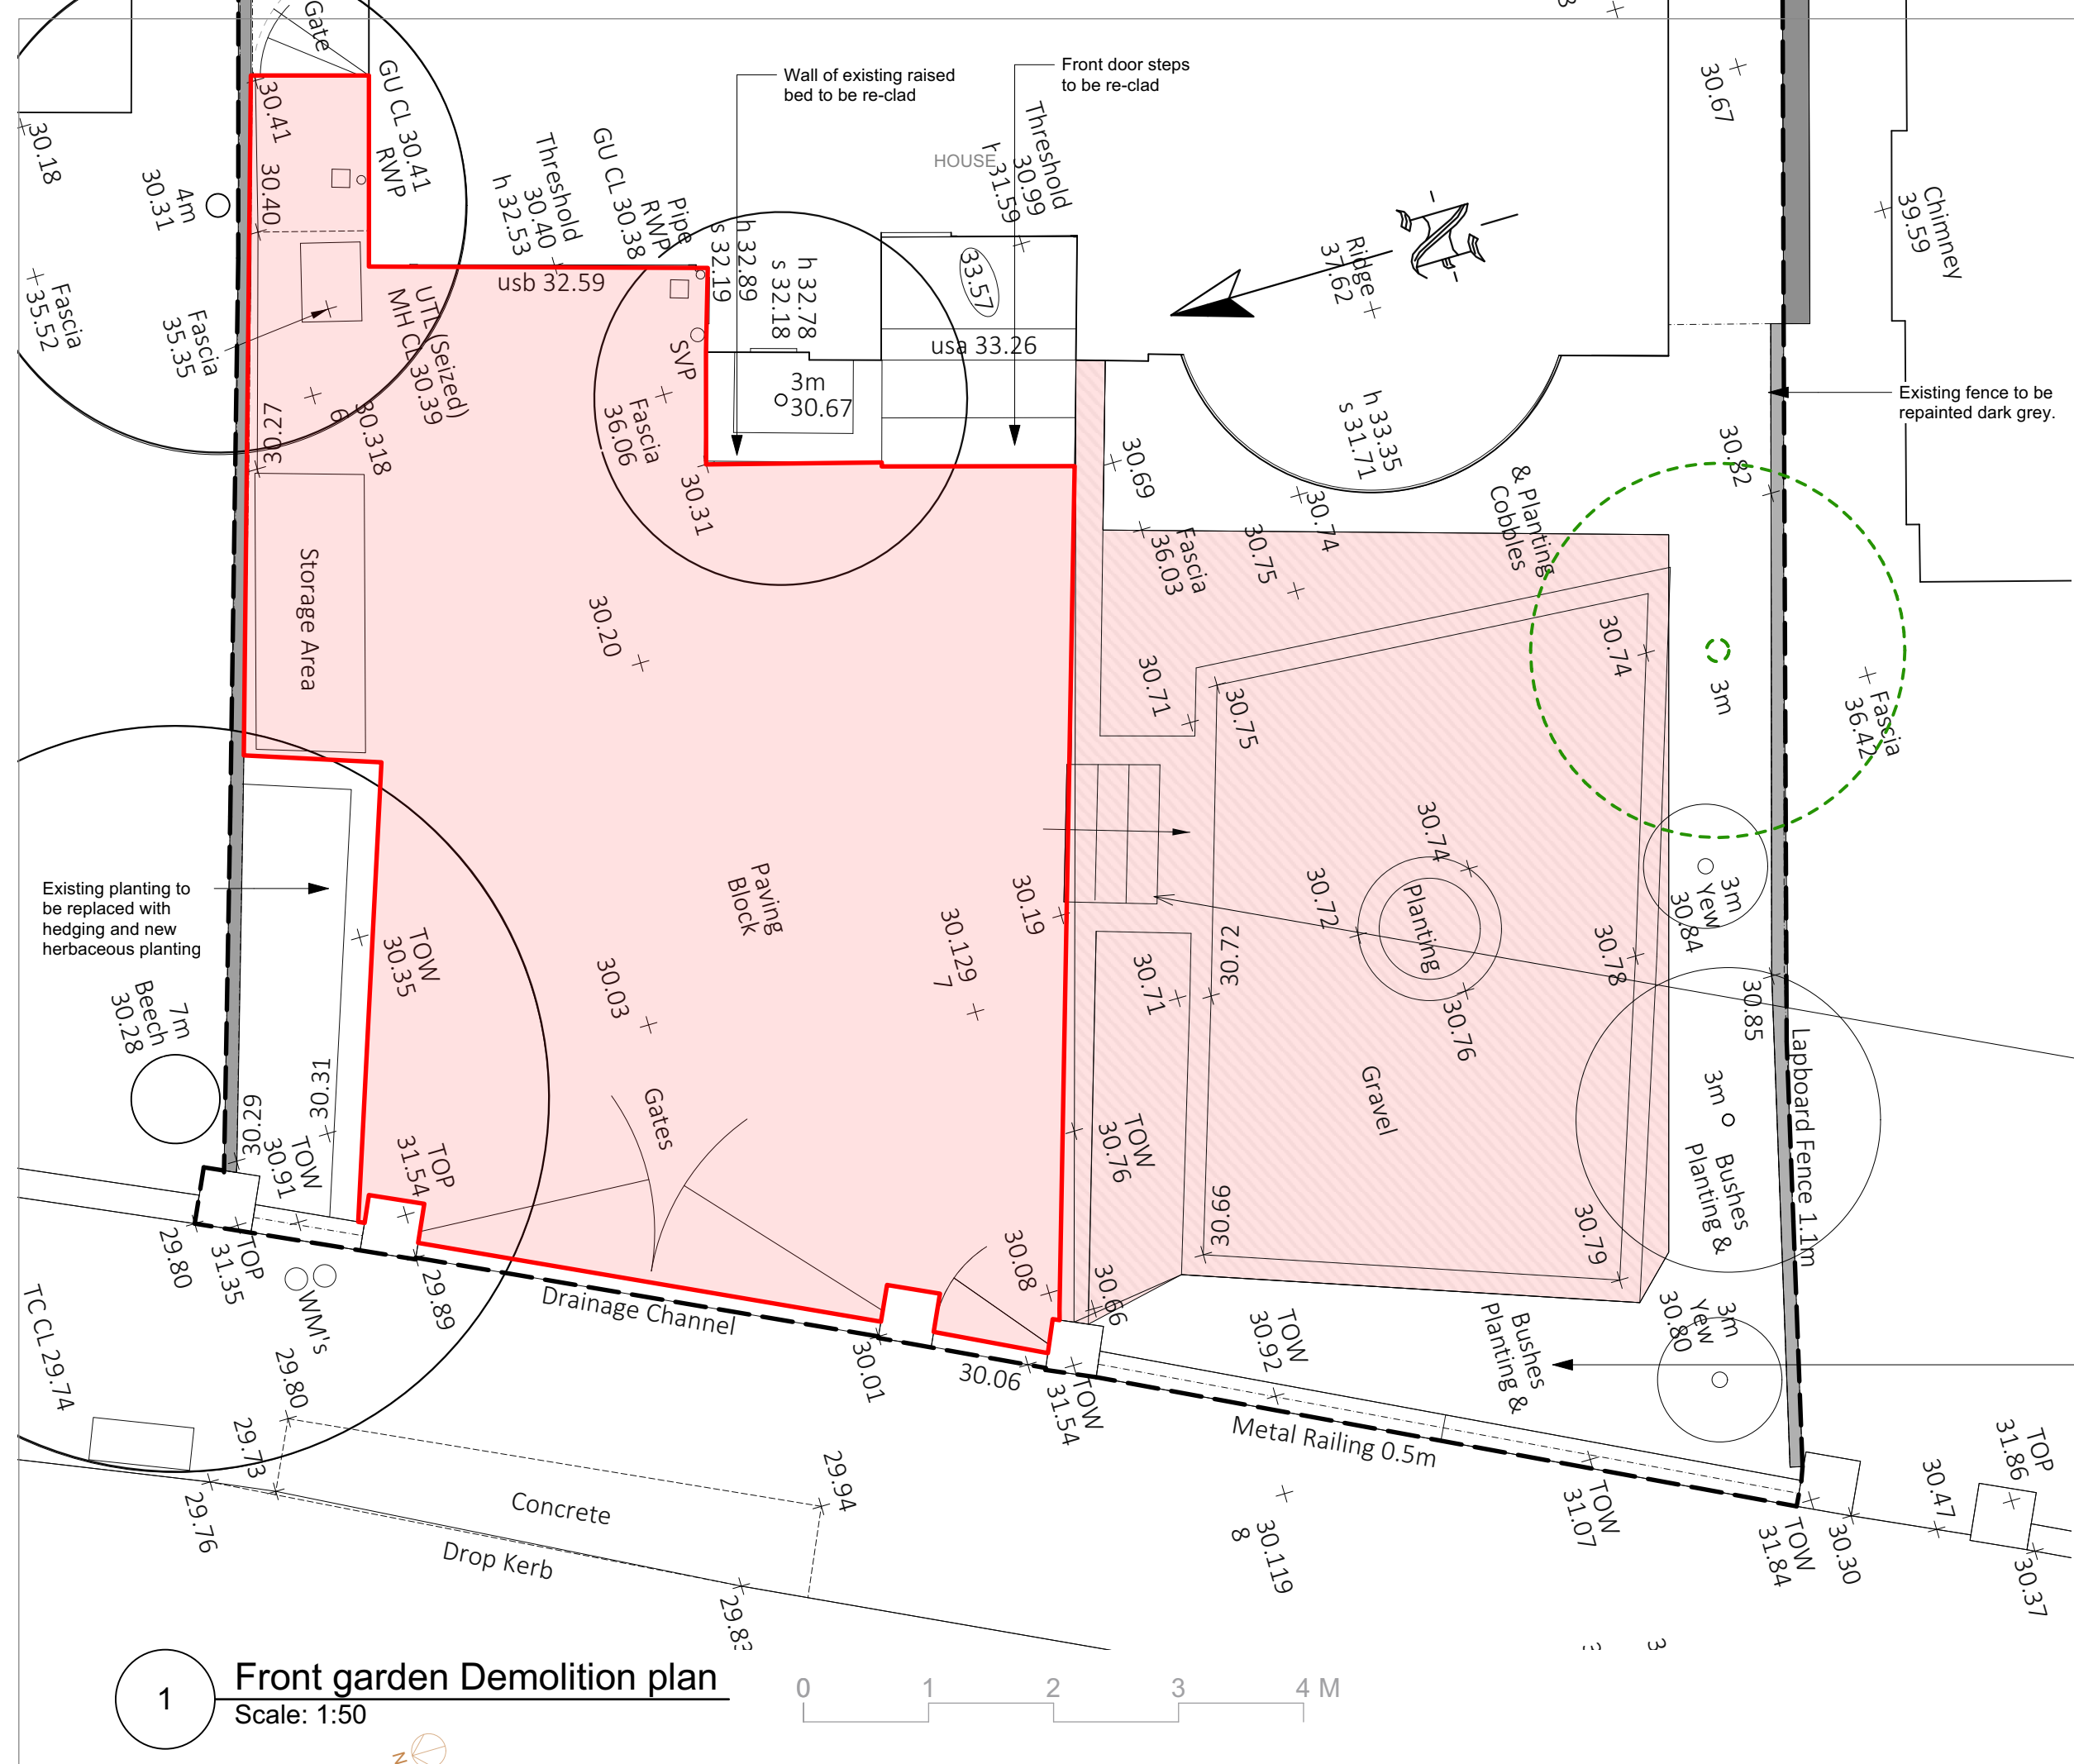 Gate
GU CL 30.41
RWP
30.41
30.40
30.18
4m
30.31
Fascia
35.52
Fascia
35.35
Threshold
30.40
h 32.53
GU CL 30.38
RWP
Pipe
usb 32.59
Wall of existing raised
bed to be re-clad
Front door steps
to be re-clad
HOUSE
Threshold
30.99
h 31.59
h 32.89
s 32.19
h 32.78
s 32.18
33.57
usa 33.26
3m
30.67
SVP
UTL (Seized)
MH CL 30.39
30.318
6
30.27
Fascia
36.06
30.31
Storage Area
30.20
Ridge
37.62
N
30.67
Chimney
39.59
Existing fence to be
repainted dark grey.
h 33.35
s 31.71
30.69
30.74
30.75
Fascia
36.03
& Planting
Cobbles
30.82
30.71
30.75
30.74
3m
Fascia
36.42
Existing planting to
be replaced with
hedging and new
herbaceous planting
Paving
Block
30.19
30.129
7
30.03
TOW
30.35
7m
Beech
30.28
30.31
30.29
TOW
30.91
TOP
31.54
Gates
30.74
30.72
Planting
30.76
30.72
30.71
30.78
3m
Yew
30.84
30.85
Lapboard Fence 1.1m
3m
Bushes
Planting &
Gravel
TOW
30.76
30.66
30.79
30.08
30.66
29.80
TOP
31.35
WM's
29.89
Drainage Channel
30.01
30.06
TOW
31.54
TOW
30.92
Bushes
Planting &
3m
Yew
30.80
Metal Railing 0.5m
TC CL 29.74
29.80
29.73
29.76
Concrete
29.94
Drop Kerb
29.83
30.119
8
TOW
31.07
TOW
31.84
30.30
30.47
TOP
31.86
30.37
1
Front garden Demolition plan
Scale: 1:50
0 1 2 3 4 M
N